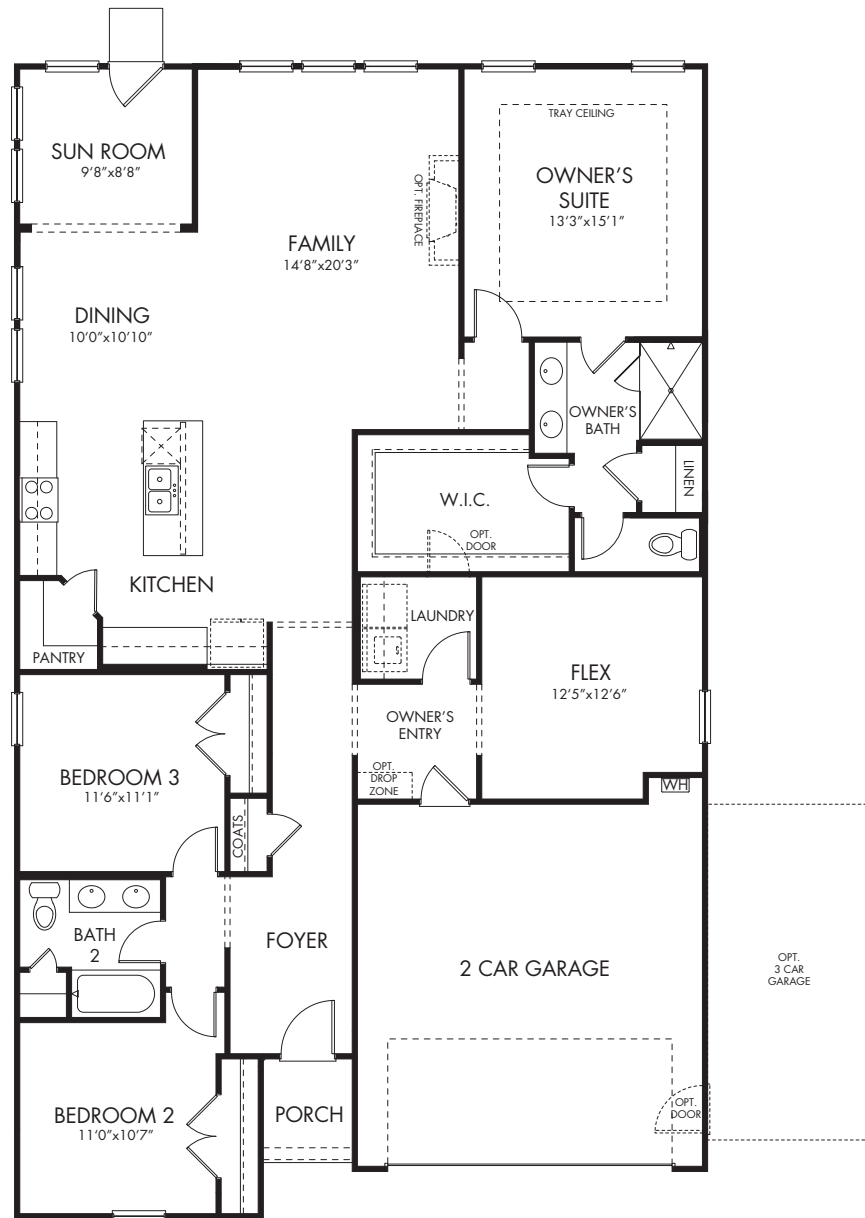 TRAY CEILING
SUN ROOM
9'8"x8'8"
OWNER'S
SUITE
13'3"x15'1"
OPT. FIREPLACE
FAMILY
14'8"x20'3"
DINING
10'0"x10'10"
OWNER'S
BATH
LINEN
W.I.C.
OPT.
DOOR
KITCHEN
LAUNDRY
PANTRY
FLEX
12'5"x12'6"
OWNER'S
ENTRY
BEDROOM 3
11'6"x11'1"
OPT.
DROP
ZONE
WH
COATS
BATH
2
FOYER
2 CAR GARAGE
OPT.
3 CAR
GARAGE
BEDROOM 2
11'0"x10'7"
PORCH
OPT.
DOOR